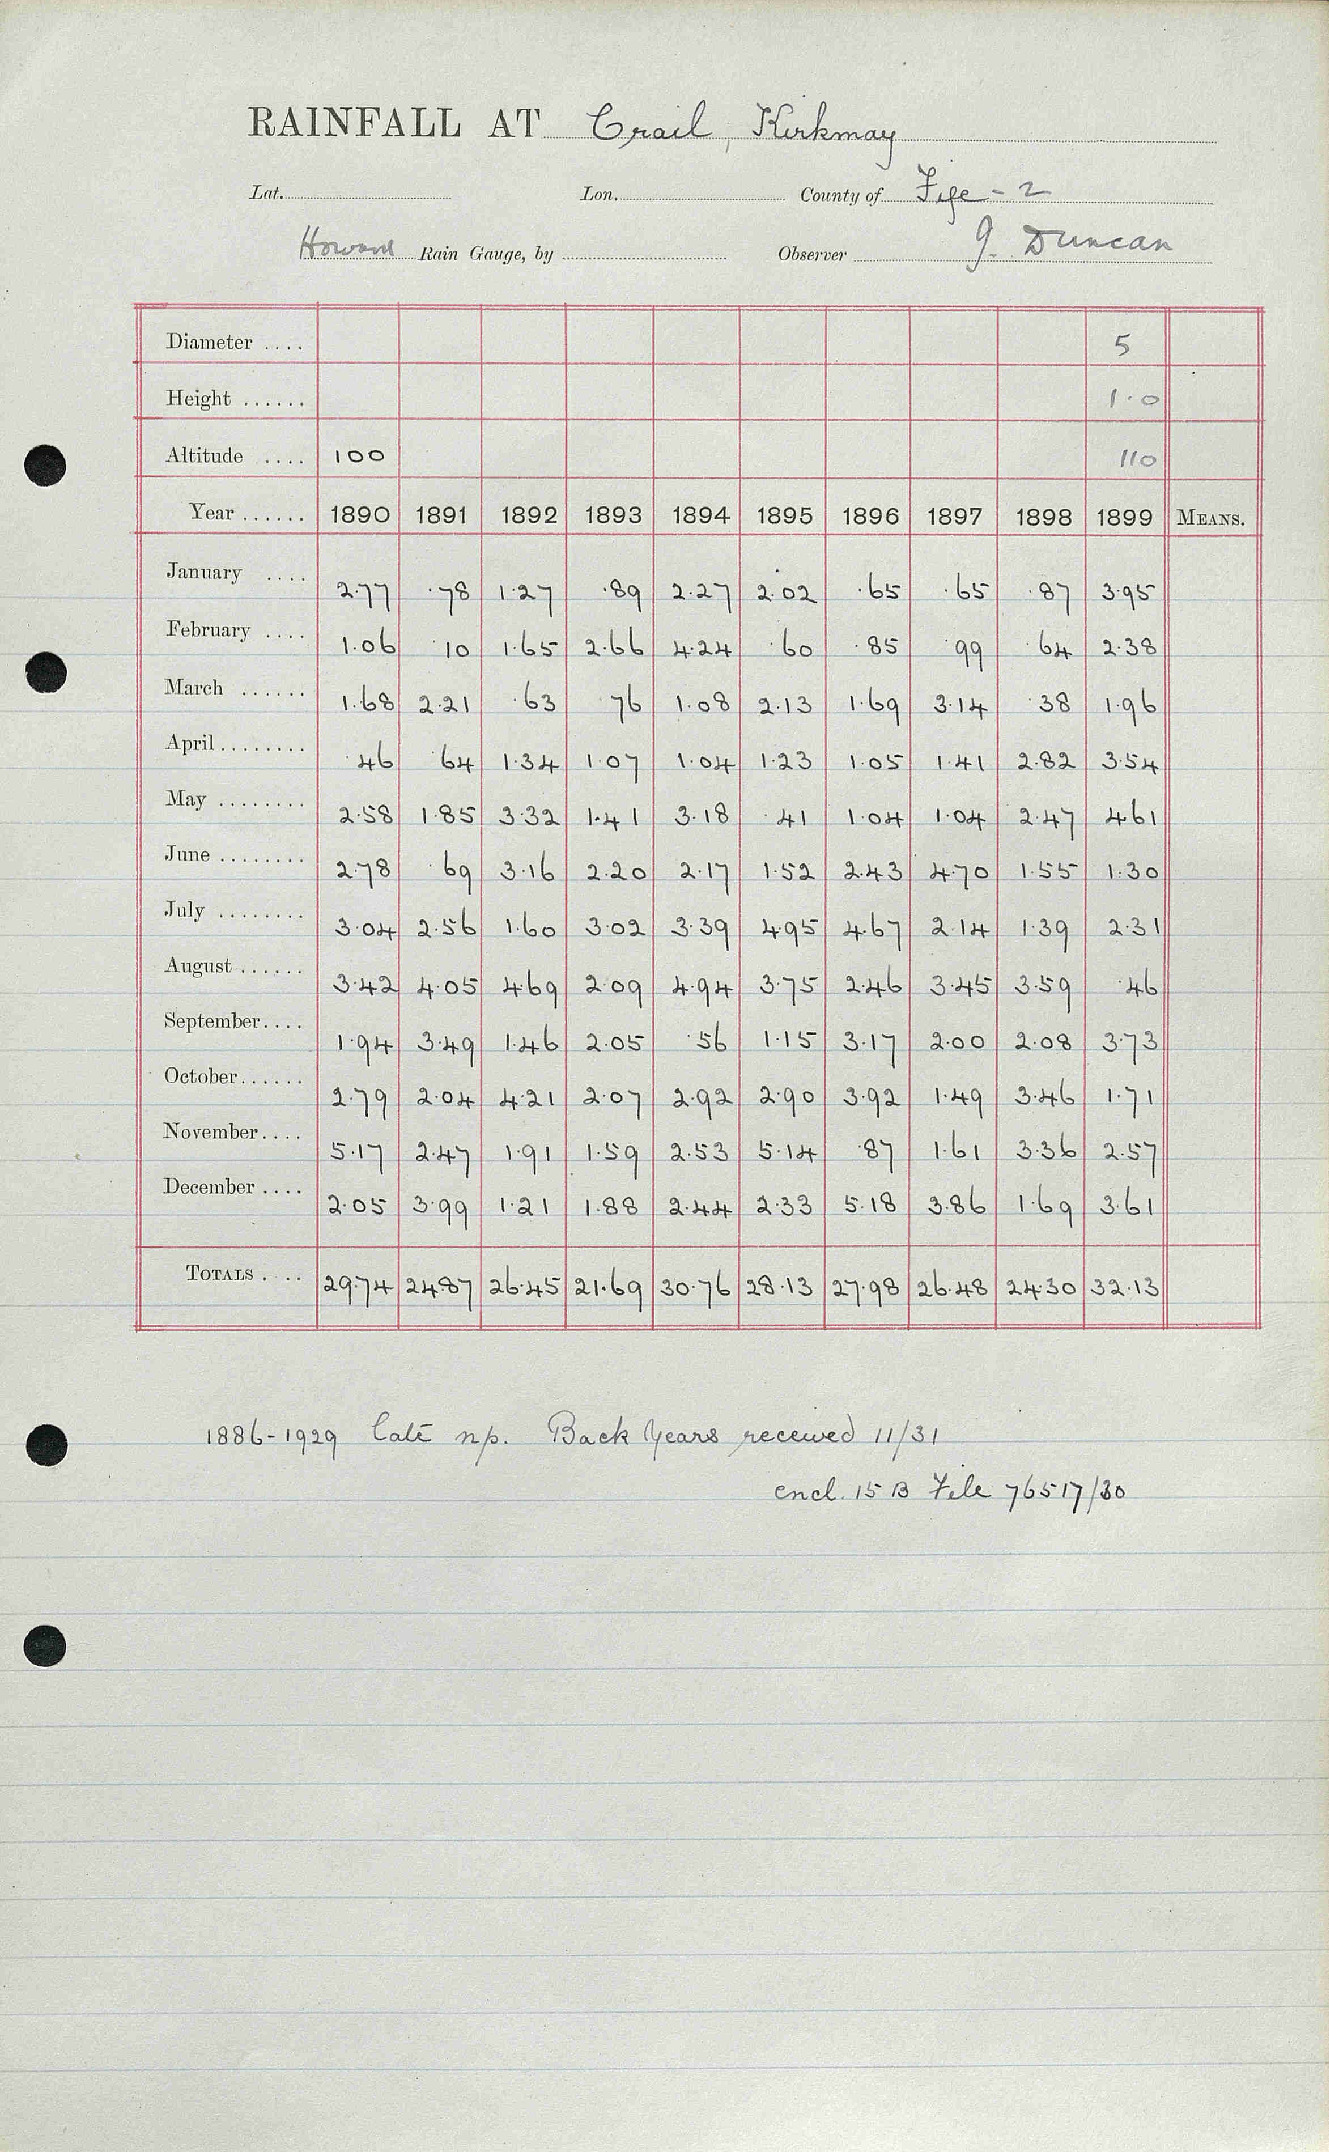 RAINFALL AT Crail, Kirkmay
Lat. Lon. County of Fife - 2
Howard Rain Gauge, by Observer J. Duncan
Diameter .... 5
Height ...... 1.0
Altitude .... 100 110
Year ...... 1890 1891 1892 1893 1894 1895 1896 1897 1898 1899 MEANS.
January .... 2.77 .78 1.27 .89 2.27 2.02 .65 .65 .87 3.95
February .... 1.06 .10 1.65 2.66 4.24 .60 .85 .99 .64 2.38
March ...... 1.68 2.21 .63 .76 1.08 2.13 1.69 3.14 .38 1.96
April ........ .46 .64 1.34 1.07 1.04 1.23 1.05 1.41 2.82 3.54
May ........ 2.58 1.85 3.32 1.41 3.18 .41 1.04 1.04 2.47 4.61
June ........ 2.78 .69 3.16 2.20 2.17 1.52 2.43 4.70 1.55 1.30
July ........ 3.04 2.56 1.60 3.02 3.39 4.95 4.67 2.14 1.39 2.31
August ...... 3.42 4.05 4.69 2.09 4.94 3.75 2.46 3.45 3.59 .46
September .... 1.94 3.49 1.46 2.05 .56 1.15 3.17 2.00 2.08 3.73
October ...... 2.79 2.04 4.21 2.07 2.92 2.90 3.92 1.49 3.46 1.71
November .... 5.17 2.47 1.91 1.59 2.53 5.14 .87 1.61 3.36 2.57
December .... 2.05 3.99 1.21 1.88 2.44 2.33 5.18 3.86 1.69 3.61
TOTALS .... 29.74 24.87 26.45 21.69 30.76 28.13 27.98 26.48 24.30 32.13
1886-1929 late np. Back Years received 11/31
encl. 15 B File 76517/30